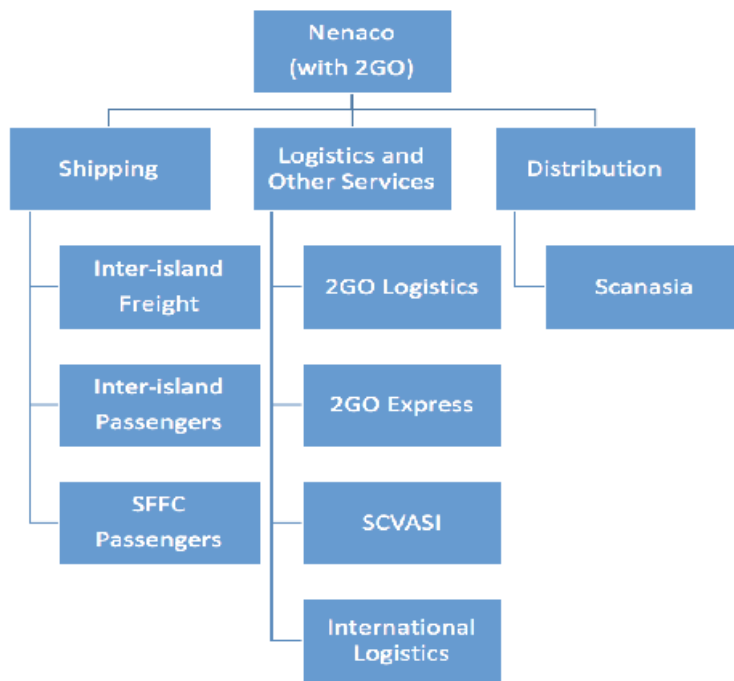 Nenaco
(with 2GO)
Shipping
Logistics and
Other Services
Distribution
Inter-island
Freight
Inter-island
Passengers
SFFC
Passengers
2GO Logistics
2GO Express
SCVASI
International
Logistics
Scanasia